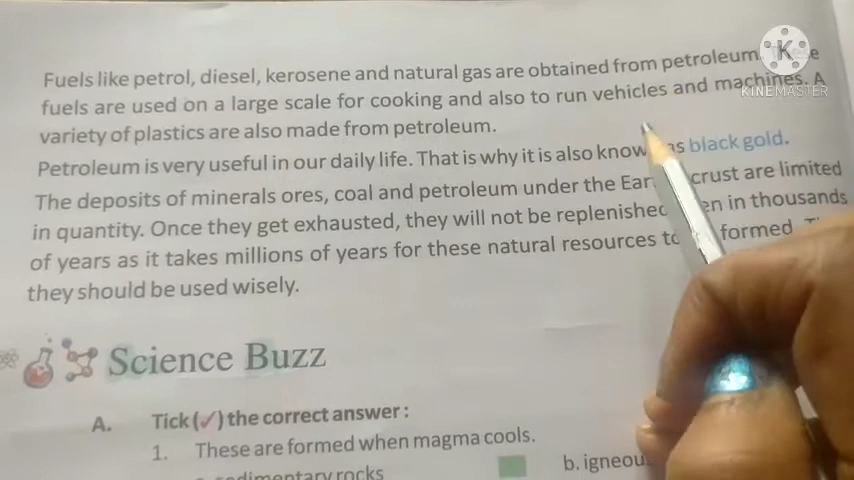 Fuels like petrol, diesel, kerosene and natural gas are obtained from petroleum.
fuels are used on a large scale for cooking and also to run vehicles and machines. A
variety of plastics are also made from petroleum.
Petroleum is very useful in our daily life. That is why it is also know as black gold.
The deposits of minerals ores, coal and petroleum under the Ear crust are limited
in quantity. Once they get exhausted, they will not be replenished en in thousands
of years as it takes millions of years for these natural resources to formed.
they should be used wisely.
Science Buzz
A. Tick (✓) the correct answer :
1. These are formed when magma cools.
sedimentary rocks b. igneou
K
KINEMASTER